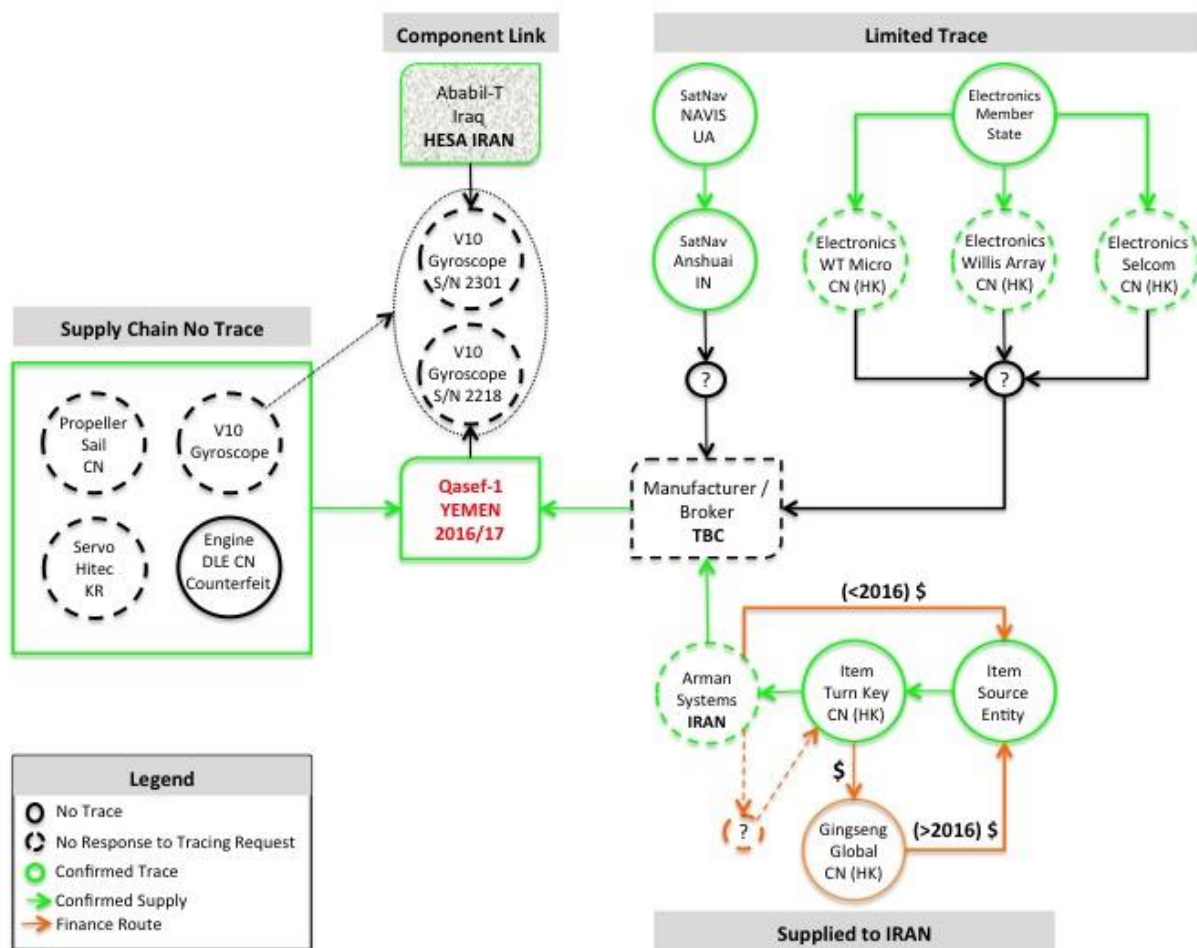 Component Link
Limited Trace
Ababil-T
Iraq
HESA IRAN
SatNav
NAVIS
UA
Electronics
Member
State
V10
Gyroscope
S/N 2301
SatNav
Anshuai
IN
Electronics
WT Micro
CN (HK)
Electronics
Willis Array
CN (HK)
Electronics
Selcom
CN (HK)
Supply Chain No Trace
V10
Gyroscope
S/N 2218
?
?
Propeller
Sail
CN
V10
Gyroscope
Qasef-1
YEMEN
2016/17
Manufacturer /
Broker
TBC
Servo
Hitec
KR
Engine
DLE CN
Counterfeit
(<2016) $
Arman
Systems
IRAN
Item
Turn Key
CN (HK)
Item
Source
Entity
$
?
Gingseng
Global
CN (HK)
(>2016) $
Legend
No Trace
No Response to Tracing Request
Confirmed Trace
Confirmed Supply
Finance Route
Supplied to IRAN